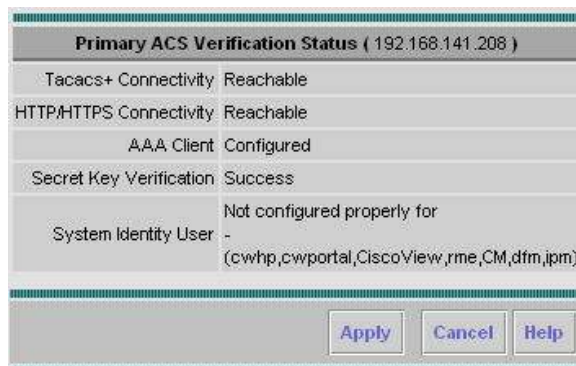 Primary ACS Verification Status ( 192.168.141.208 )
Tacacs+ Connectivity Reachable
HTTP/HTTPS Connectivity Reachable
AAA Client Configured
Secret Key Verification Success
System Identity User Not configured properly for
-
(cwhp,cwportal,CiscoView,rme,CM,dfm,ipm)
Apply Cancel Help